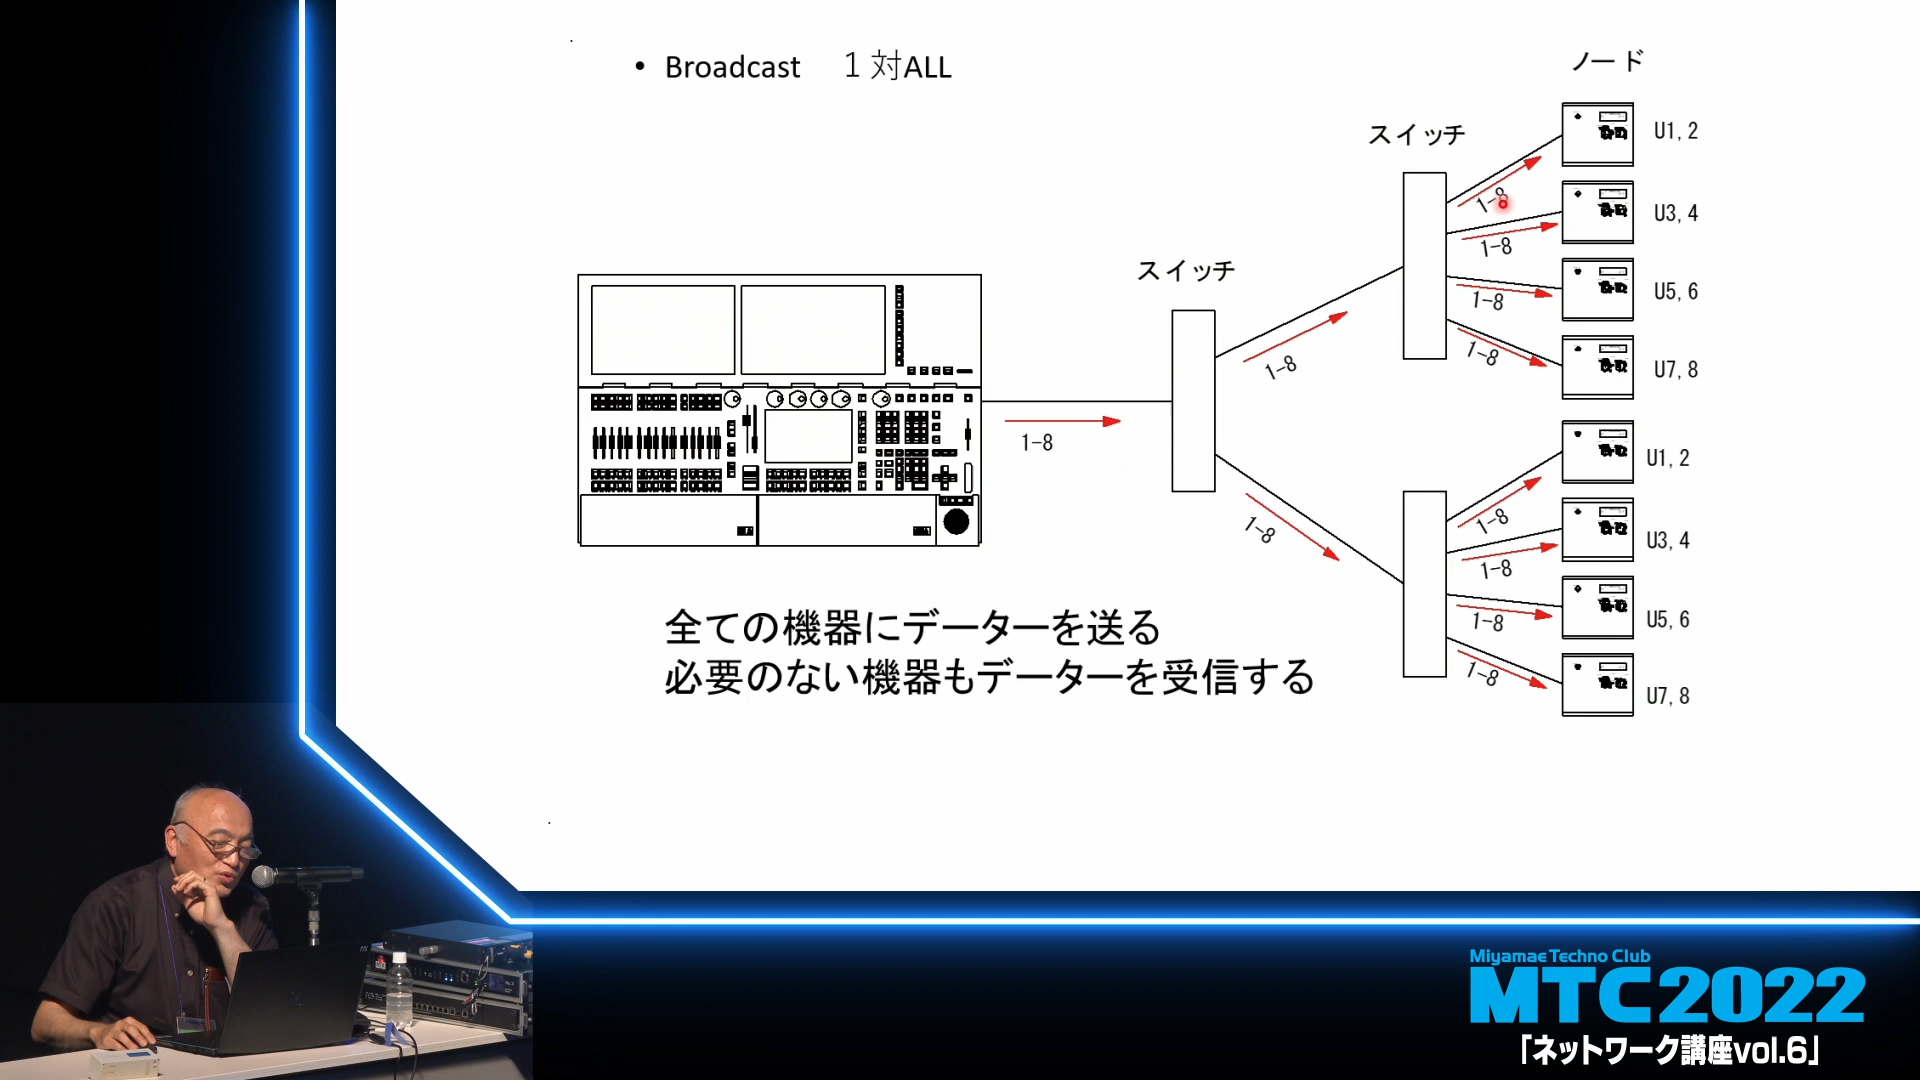 • Broadcast １対ALL
ノード
スイッチ
スイッチ
U1,2
U3,4
U5,6
U7,8
U1,2
U3,4
U5,6
U7,8
1-8
1-8
1-8
1-8
1-8
1-8
1-8
1-8
1-8
1-8
1-8
全ての機器にデーターを送る
必要のない機器もデーターを受信する
Miyamae Techno Club
MTC2022
「ネットワーク講座vol.6」